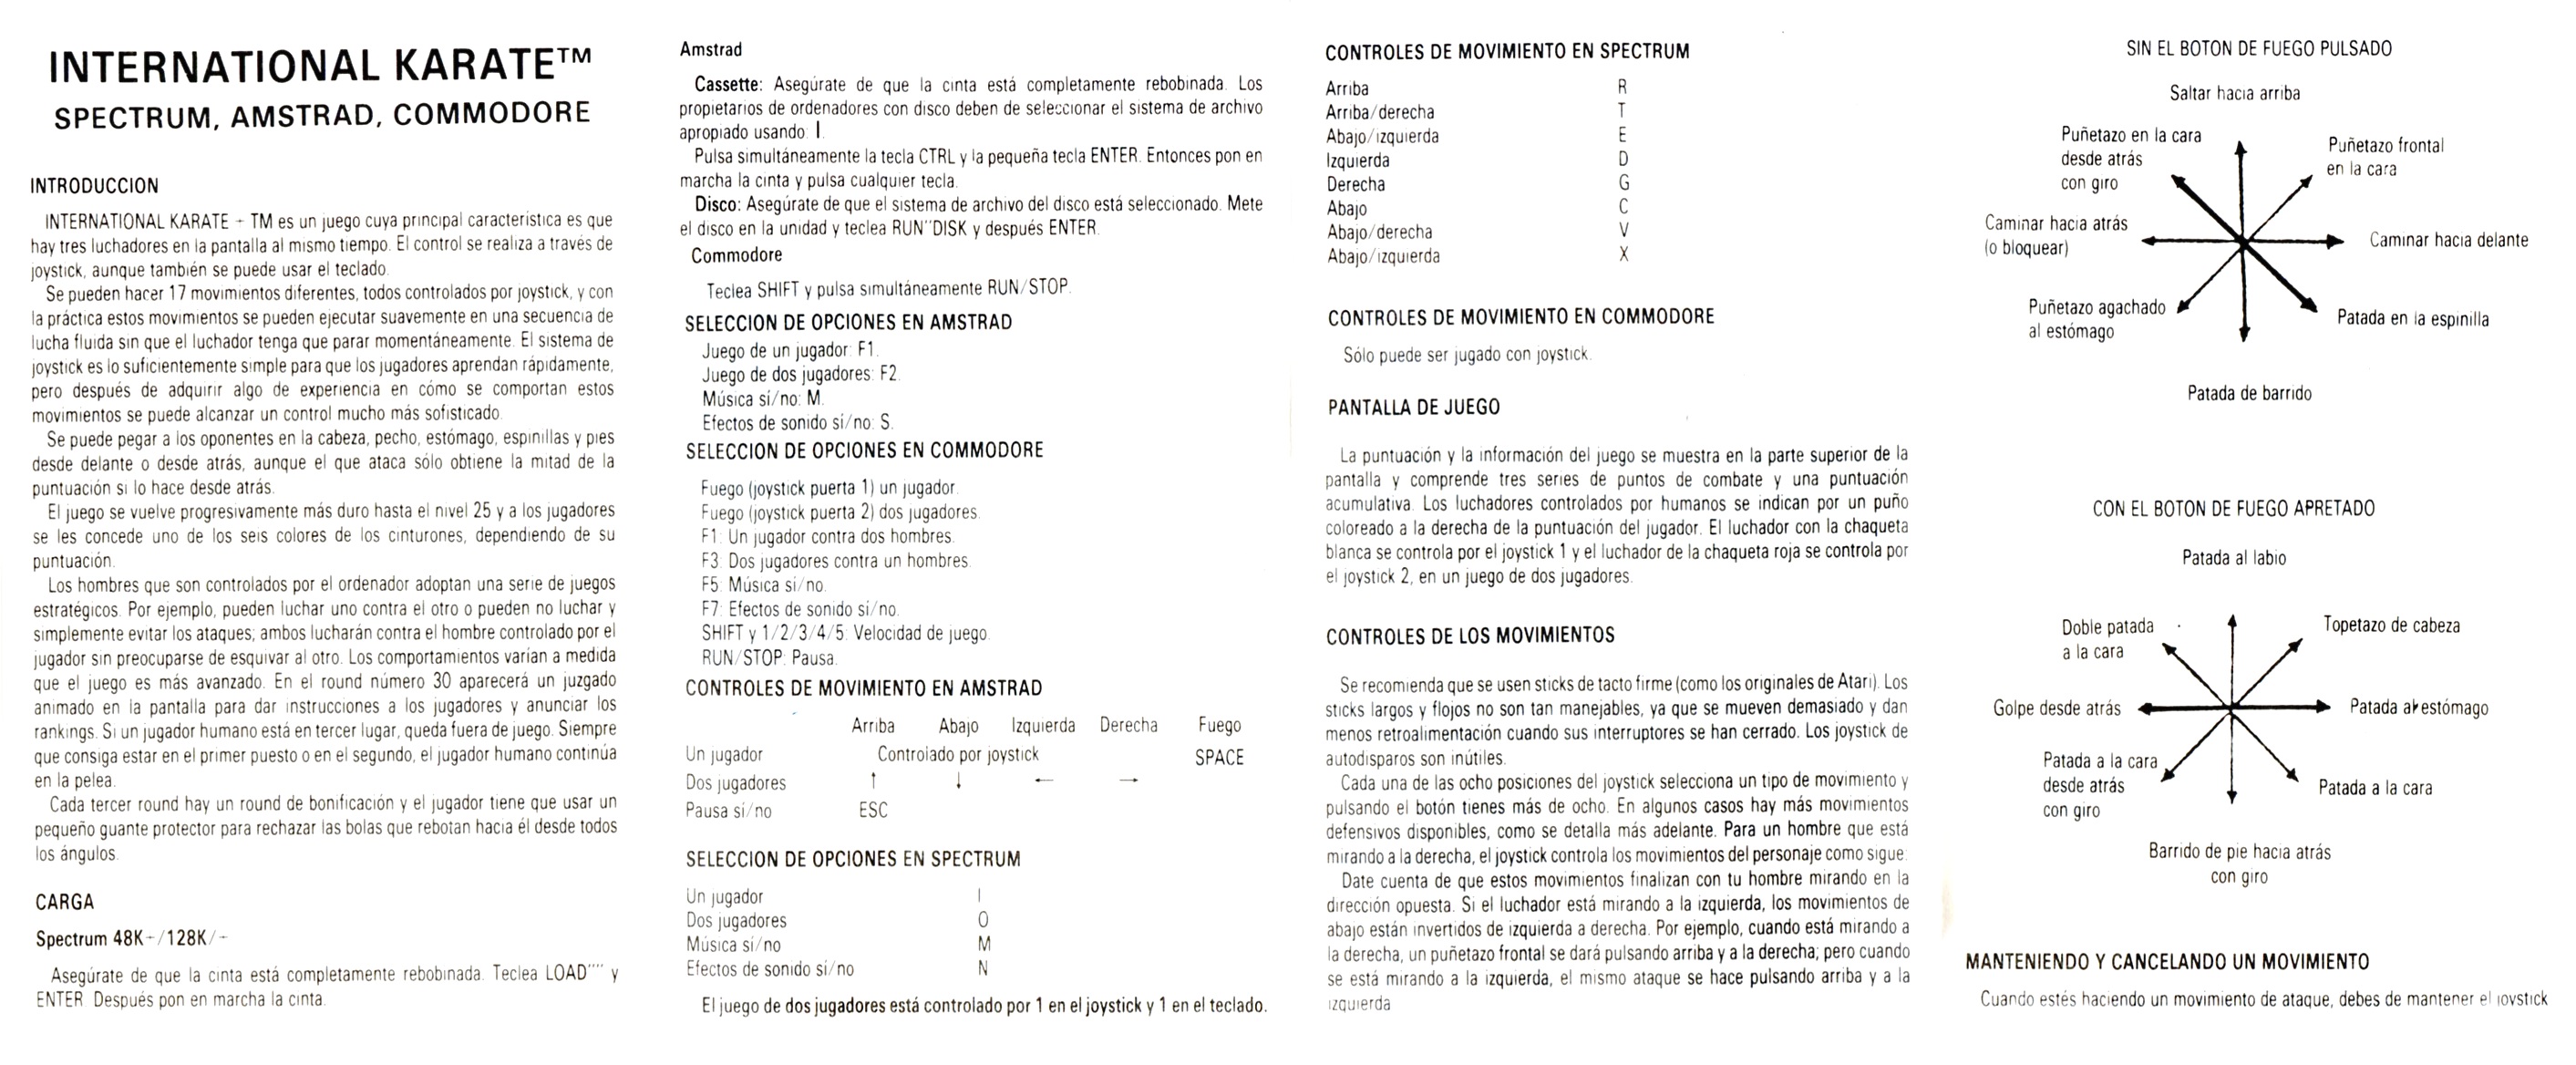 INTERNATIONAL KARATE™
SPECTRUM, AMSTRAD, COMMODORE
INTRODUCCION
INTERNATIONAL KARATE + TM es un juego cuya principal característica es que
hay tres luchadores en la pantalla al mismo tiempo. El control se realiza a través de
joystick, aunque también se puede usar el teclado.
Se pueden hacer 17 movimientos diferentes, todos controlados por joystick, y con
la práctica estos movimientos se pueden ejecutar suavemente en una secuencia de
lucha fluida sin que el luchador tenga que parar momentáneamente. El sistema de
joystick es lo suficientemente simple para que los jugadores aprendan rápidamente,
pero después de adquirir algo de experiencia en cómo se comportan estos
movimientos se puede alcanzar un control mucho más sofisticado.
Se puede pegar a los oponentes en la cabeza, pecho, estómago, espinillas y pies
desde delante o desde atrás, aunque el que ataca sólo obtiene la mitad de la
puntuación si lo hace desde atrás.
El juego se vuelve progresivamente más duro hasta el nivel 25 y a los jugadores
se les concede uno de los seis colores de los cinturones, dependiendo de su
puntuación.
Los hombres que son controlados por el ordenador adoptan una serie de juegos
estratégicos. Por ejemplo, pueden luchar uno contra el otro o pueden no luchar y
simplemente evitar los ataques; ambos lucharán contra el hombre controlado por el
jugador sin preocuparse de esquivar al otro. Los comportamientos varían a medida
que el juego es más avanzado. En el round número 30 aparecerá un juzgado
animado en la pantalla para dar instrucciones a los jugadores y anunciar los
rankings. Si un jugador humano está en tercer lugar, queda fuera de juego. Siempre
que consiga estar en el primer puesto o en el segundo, el jugador humano continúa
en la pelea.
Cada tercer round hay un round de bonificación y el jugador tiene que usar un
pequeño guante protector para rechazar las bolas que rebotan hacia él desde todos
los ángulos.
CARGA
Spectrum 48K+/128K/+
Asegúrate de que la cinta está completamente rebobinada. Teclea LOAD"" y
ENTER. Después pon en marcha la cinta.
Amstrad
Cassette: Asegúrate de que la cinta está completamente rebobinada. Los
propietarios de ordenadores con disco deben de seleccionar el sistema de archivo
apropiado usando: I.
Pulsa simultáneamente la tecla CTRL y la pequeña tecla ENTER. Entonces pon en
marcha la cinta y pulsa cualquier tecla.
Disco: Asegúrate de que el sistema de archivo del disco está seleccionado. Mete
el disco en la unidad y teclea RUN"DISK y después ENTER.
Commodore
Teclea SHIFT y pulsa simultáneamente RUN/STOP.
SELECCION DE OPCIONES EN AMSTRAD
Juego de un jugador: F1.
Juego de dos jugadores: F2.
Música sí/no: M.
Efectos de sonido sí/no: S.
SELECCION DE OPCIONES EN COMMODORE
Fuego (joystick puerta 1) un jugador.
Fuego (joystick puerta 2) dos jugadores.
F1: Un jugador contra dos hombres.
F3: Dos jugadores contra un hombres.
F5: Música sí/no.
F7: Efectos de sonido sí/no.
SHIFT y 1/2/3/4/5: Velocidad de juego.
RUN/STOP: Pausa.
CONTROLES DE MOVIMIENTO EN AMSTRAD
Arriba Abajo Izquierda Derecha Fuego
Un jugador Controlado por joystick SPACE
Dos jugadores ↑ ↓ ← →
Pausa sí/no ESC
SELECCION DE OPCIONES EN SPECTRUM
Un jugador I
Dos jugadores O
Música sí/no M
Efectos de sonido sí/no N
El juego de dos jugadores está controlado por 1 en el joystick y 1 en el teclado.
CONTROLES DE MOVIMIENTO EN SPECTRUM
Arriba R
Arriba/derecha T
Abajo/izquierda E
Izquierda D
Derecha G
Abajo C
Abajo/derecha V
Abajo/izquierda X
CONTROLES DE MOVIMIENTO EN COMMODORE
Sólo puede ser jugado con joystick.
PANTALLA DE JUEGO
La puntuación y la información del juego se muestra en la parte superior de la
pantalla y comprende tres series de puntos de combate y una puntuación
acumulativa. Los luchadores controlados por humanos se indican por un puño
coloreado a la derecha de la puntuación del jugador. El luchador con la chaqueta
blanca se controla por el joystick 1 y el luchador de la chaqueta roja se controla por
el joystick 2, en un juego de dos jugadores.
CONTROLES DE LOS MOVIMIENTOS
Se recomienda que se usen sticks de tacto firme (como los originales de Atari). Los
sticks largos y flojos no son tan manejables, ya que se mueven demasiado y dan
menos retroalimentación cuando sus interruptores se han cerrado. Los joystick de
autodisparos son inútiles.
Cada una de las ocho posiciones del joystick selecciona un tipo de movimiento y
pulsando el botón tienes más de ocho. En algunos casos hay más movimientos
defensivos disponibles, como se detalla más adelante. Para un hombre que está
mirando a la derecha, el joystick controla los movimientos del personaje como sigue:
Date cuenta de que estos movimientos finalizan con tu hombre mirando en la
dirección opuesta. Si el luchador está mirando a la izquierda, los movimientos de
abajo están invertidos de izquierda a derecha. Por ejemplo, cuando está mirando a
la derecha, un puñetazo frontal se dará pulsando arriba y a la derecha; pero cuando
se está mirando a la izquierda, el mismo ataque se hace pulsando arriba y a la
izquierda
SIN EL BOTON DE FUEGO PULSADO
Saltar hacia arriba
Puñetazo en la cara
desde atrás
con giro
Puñetazo frontal
en la cara
Caminar hacia atrás
(o bloquear)
Caminar hacia delante
Puñetazo agachado
al estómago
Patada en la espinilla
Patada de barrido
CON EL BOTON DE FUEGO APRETADO
Patada al labio
Doble patada
a la cara
Topetazo de cabeza
Golpe desde atrás
Patada al estómago
Patada a la cara
desde atrás
con giro
Patada a la cara
Barrido de pie hacia atrás
con giro
MANTENIENDO Y CANCELANDO UN MOVIMIENTO
Cuando estés haciendo un movimiento de ataque, debes de mantener el joystick